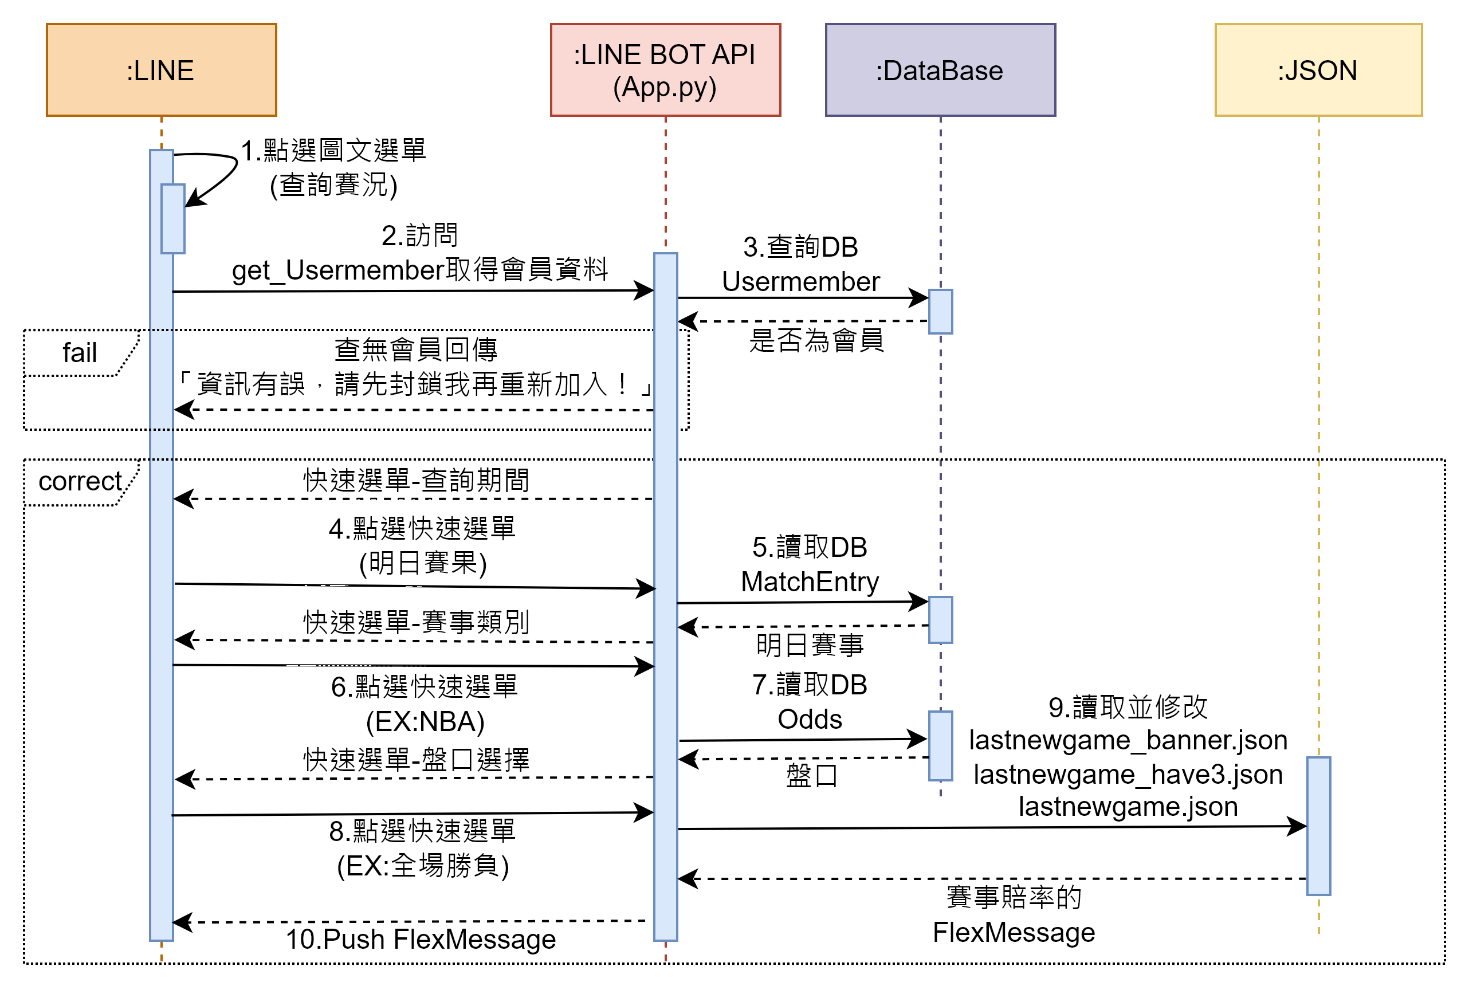 :LINE
:LINE BOT API
(App.py)
:DataBase
:JSON
1.點選圖文選單
(查詢賽況)
2.訪問
get_Usermember取得會員資料
3.查詢DB
Usermember
是否為會員
fail
查無會員回傳
「資訊有誤，請先封鎖我再重新加入！」
correct
快速選單-查詢期間
4.點選快速選單
(明日賽果)
5.讀取DB
MatchEntry
快速選單-賽事類別
明日賽事
6.點選快速選單
(EX:NBA)
7.讀取DB
Odds
快速選單-盤口選擇
盤口
8.點選快速選單
(EX:全場勝負)
9.讀取並修改
lastnewgame_banner.json
lastnewgame_have3.json
lastnewgame.json
賽事賠率的
FlexMessage
10.Push FlexMessage